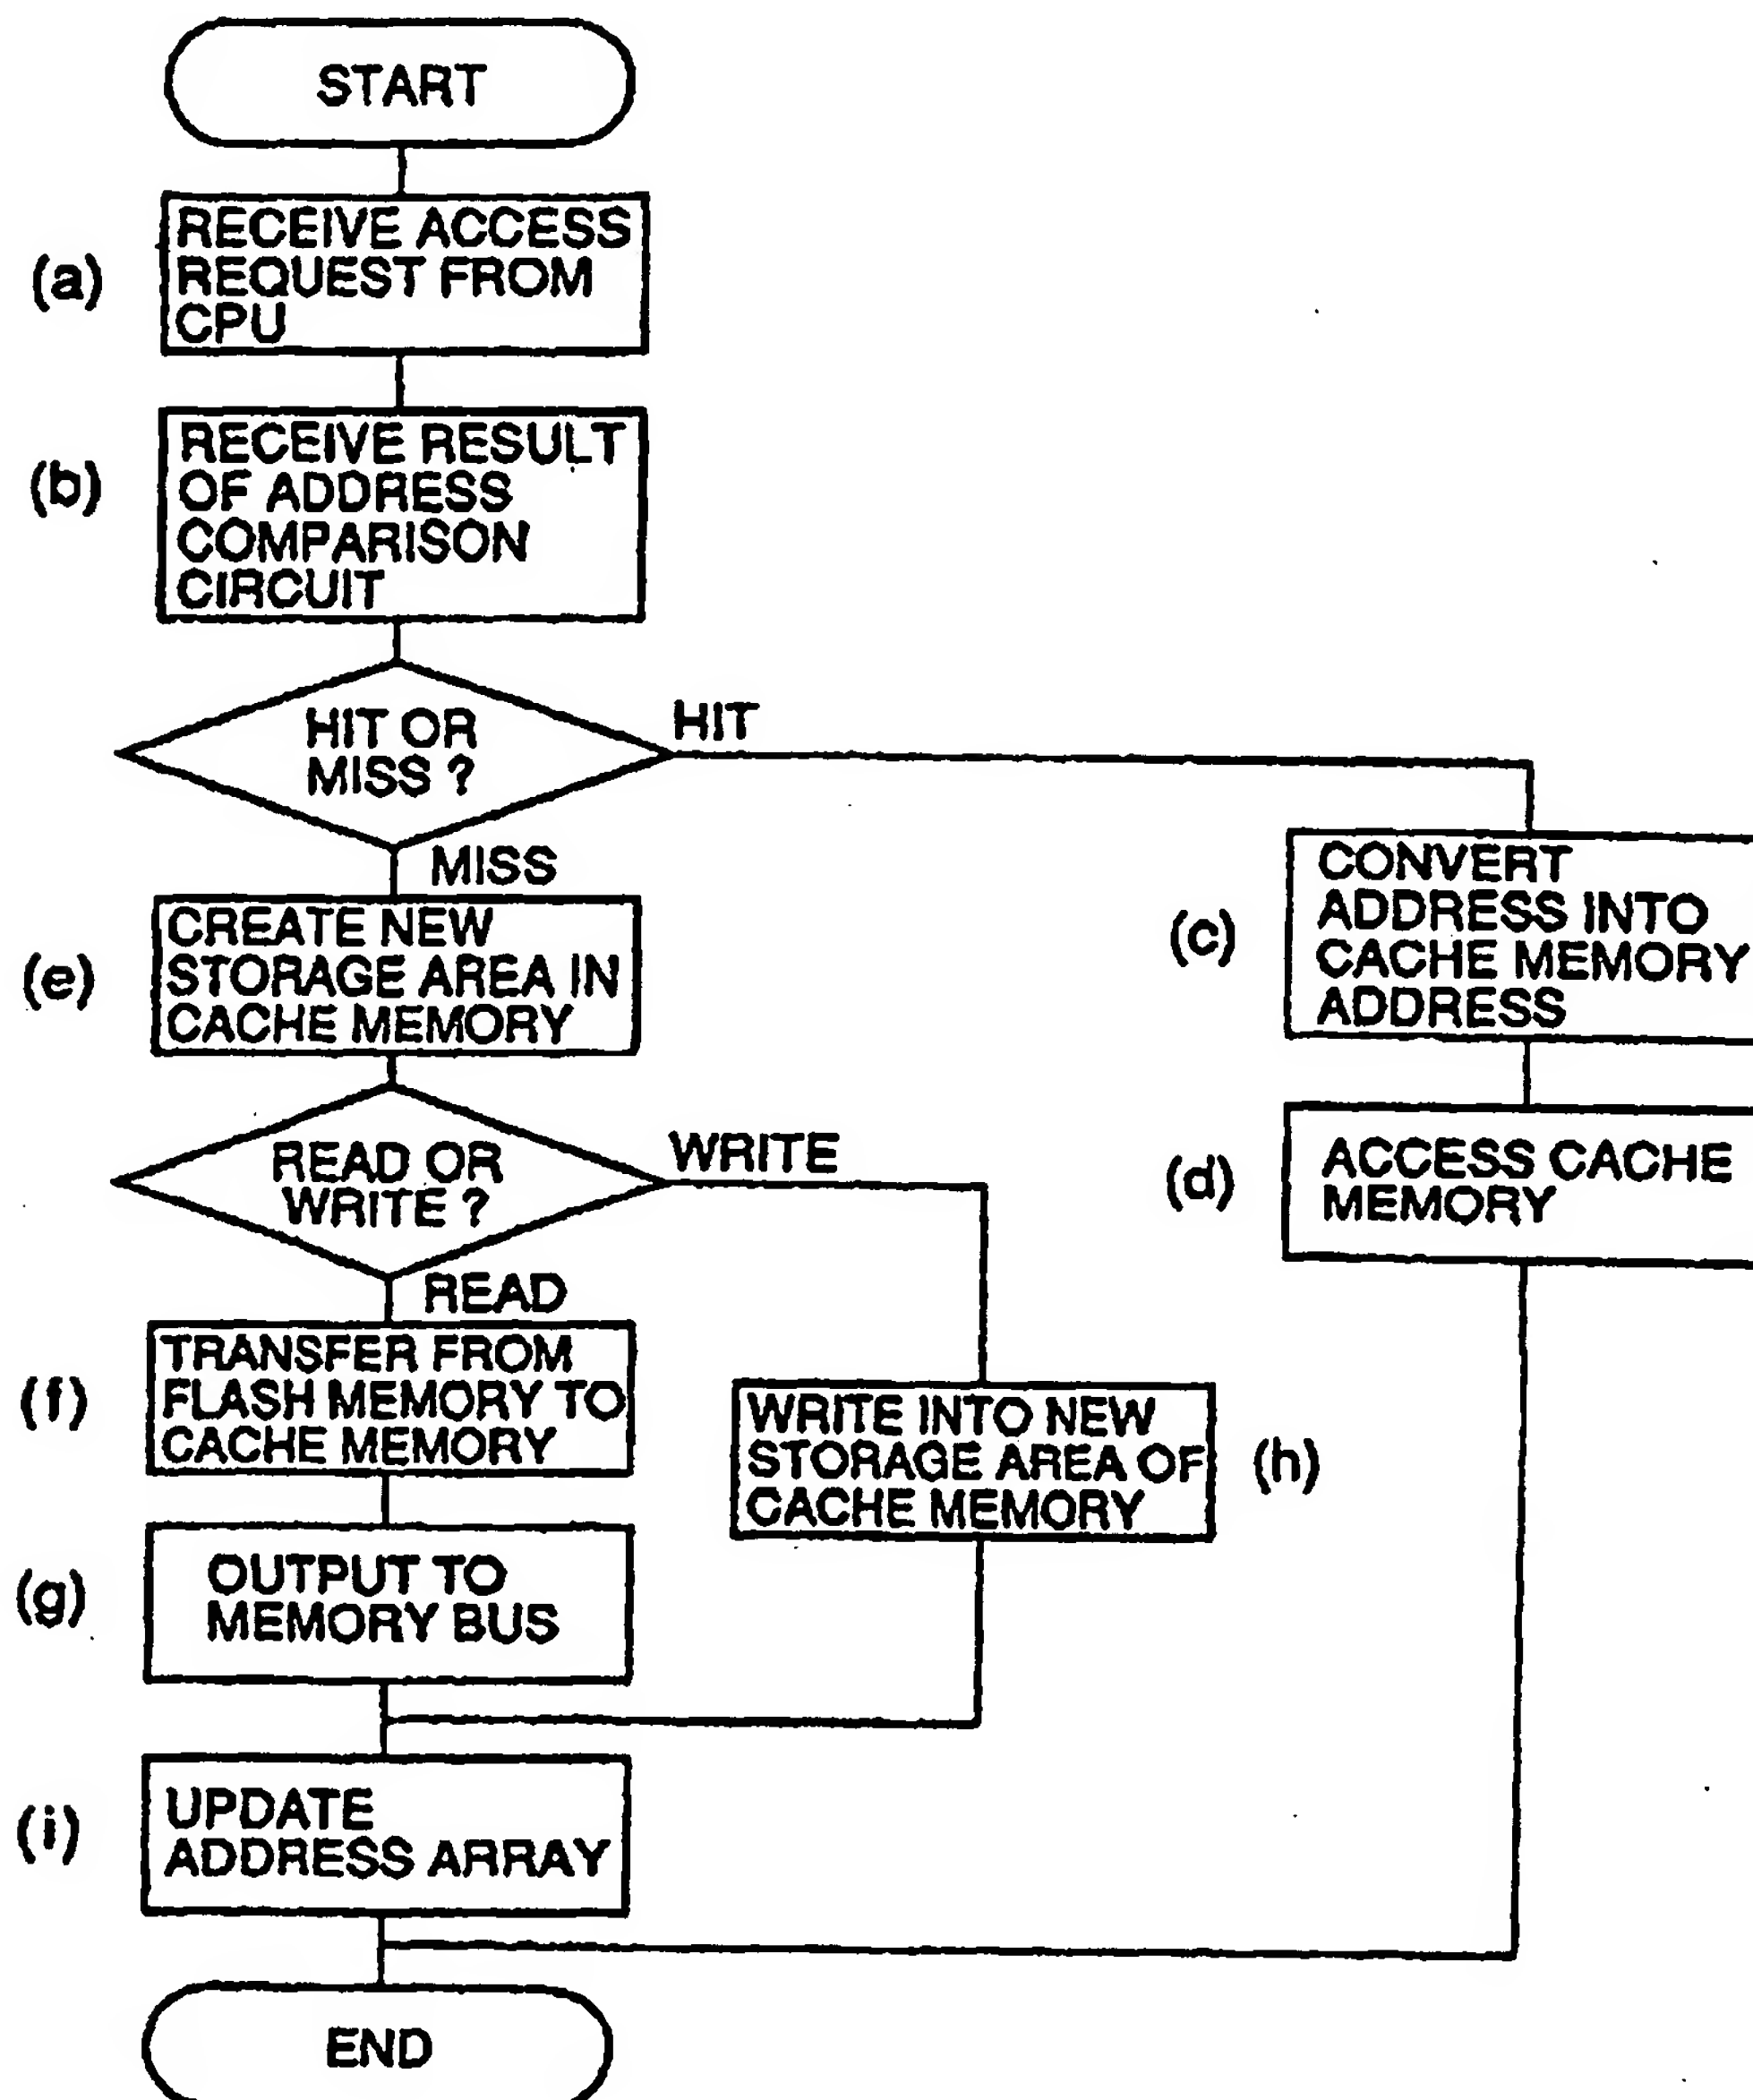 START
(a)
RECEIVE ACCESS
REQUEST FROM
CPU
(b)
RECEIVE RESULT
OF ADDRESS
COMPARISON
CIRCUIT
HIT OR
MISS ?
HIT
MISS
(c)
CONVERT
ADDRESS INTO
CACHE MEMORY
ADDRESS
(e)
CREATE NEW
STORAGE AREA IN
CACHE MEMORY
(d)
ACCESS CACHE
MEMORY
READ OR
WRITE ?
WRITE
READ
(f)
TRANSFER FROM
FLASH MEMORY TO
CACHE MEMORY
WRITE INTO NEW
STORAGE AREA OF
CACHE MEMORY
(h)
(g)
OUTPUT TO
MEMORY BUS
(i)
UPDATE
ADDRESS ARRAY
END